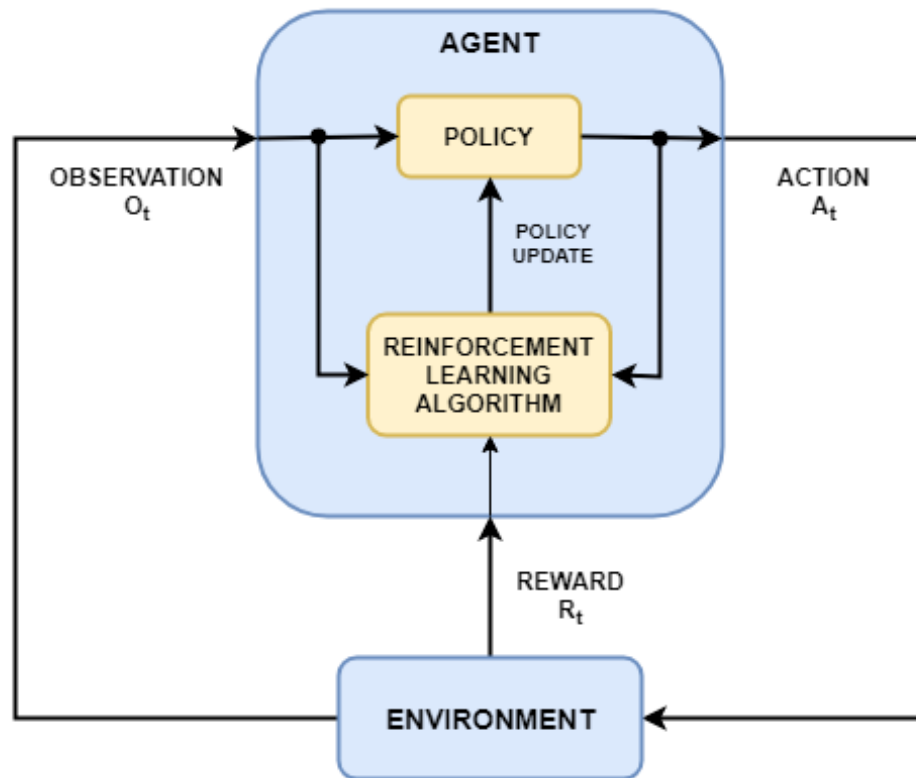 AGENT
POLICY
OBSERVATION
Oₜ
ACTION
Aₜ
POLICY
UPDATE
REINFORCEMENT
LEARNING
ALGORITHM
REWARD
Rₜ
ENVIRONMENT